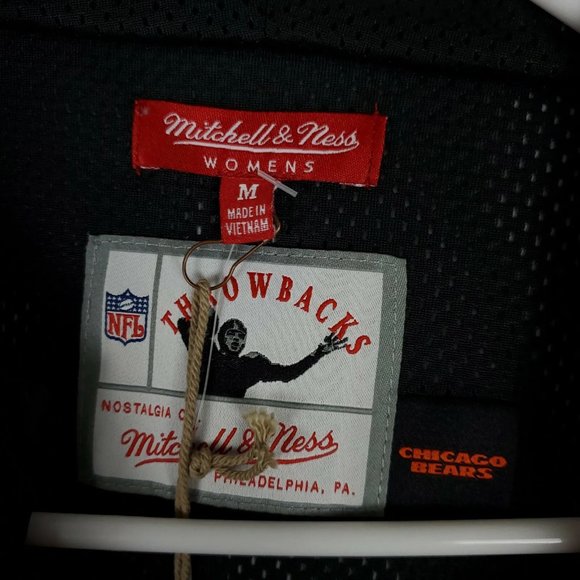 Mitchell & Ness
WOMENS
M
MADE IN
VIETNAM
THROWBACKS
NFL
NOSTALGIA
Mitchell & Ness
PHILADELPHIA, PA.
CHICAGO
BEARS